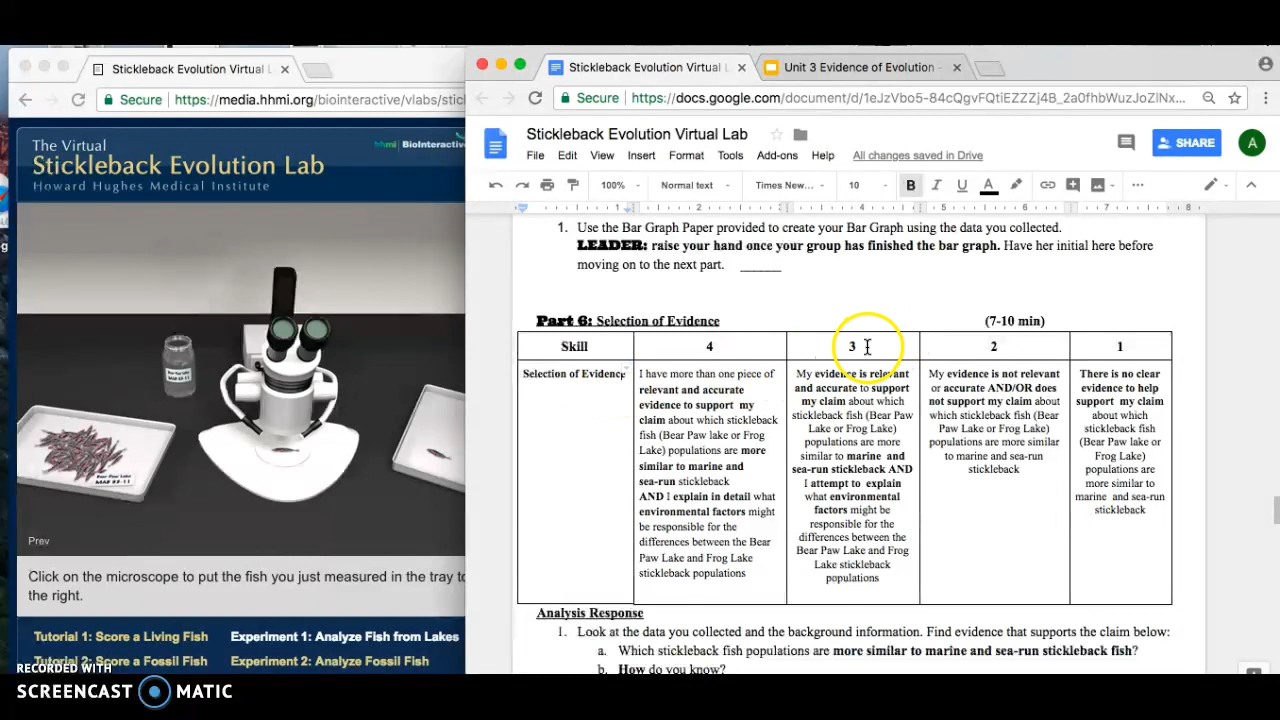 Stickleback Evolution Virtual L
Secure
https://media.hhmi.org/biointeractive/vlabs/stic
The Virtual
Stickleback Evolution Lab
Howard Hughes Medical Institute
hhmi BioInteractive
Bear Paw Lake
Prev
Click on the microscope to put the fish you just measured in the tray to
the right.
Tutorial 1: Score a Living Fish
Experiment 1: Analyze Fish from Lakes
Tutorial 2: Score a Fossil Fish
Experiment 2: Analyze Fossil Fish
RECORDED WITH
SCREENCAST MATIC
Stickleback Evolution Virtual L
Unit 3 Evidence of Evolution -
Secure
Stickleback Evolution Virtual Lab
File Edit View Insert Format Tools Add-ons Help All changes saved in Drive
SHARE
A
100% Normal text Times New... 10 B I U A
1 2 3 4 5 6 7 8
1. Use the Bar Graph Paper provided to create your Bar Graph using the data you collected.
LEADER: raise your hand once your group has finished the bar graph. Have her initial here before
moving on to the next part. ______
Part 6: Selection of Evidence (7-10 min)
Skill 4 3 2 1
Selection of Evidence
I have more than one piece of
relevant and accurate
evidence to support my
claim about which stickleback
fish (Bear Paw lake or Frog
Lake) populations are more
similar to marine and
sea-run stickleback
AND I explain in detail what
environmental factors might
be responsible for the
differences between the Bear
Paw Lake and Frog Lake
stickleback populations
My evidence is relevant
and accurate to support
my claim about which
stickleback fish (Bear Paw
Lake or Frog Lake)
populations are more
similar to marine and
sea-run stickleback AND
I attempt to explain
what environmental
factors might be
responsible for the
differences between the
Bear Paw Lake and Frog
Lake stickleback
populations
My evidence is not relevant
or accurate AND/OR does
not support my claim about
which stickleback fish (Bear
Paw Lake or Frog Lake)
populations are more similar
to marine and sea-run
stickleback
There is no clear
evidence to help
support my claim
about which
stickleback fish
(Bear Paw lake or
Frog Lake)
populations are
more similar to
marine and sea-run
stickleback
Analysis Response
1. Look at the data you collected and the background information. Find evidence that supports the claim below:
a. Which stickleback fish populations are more similar to marine and sea-run stickleback fish?
b. How do you know?